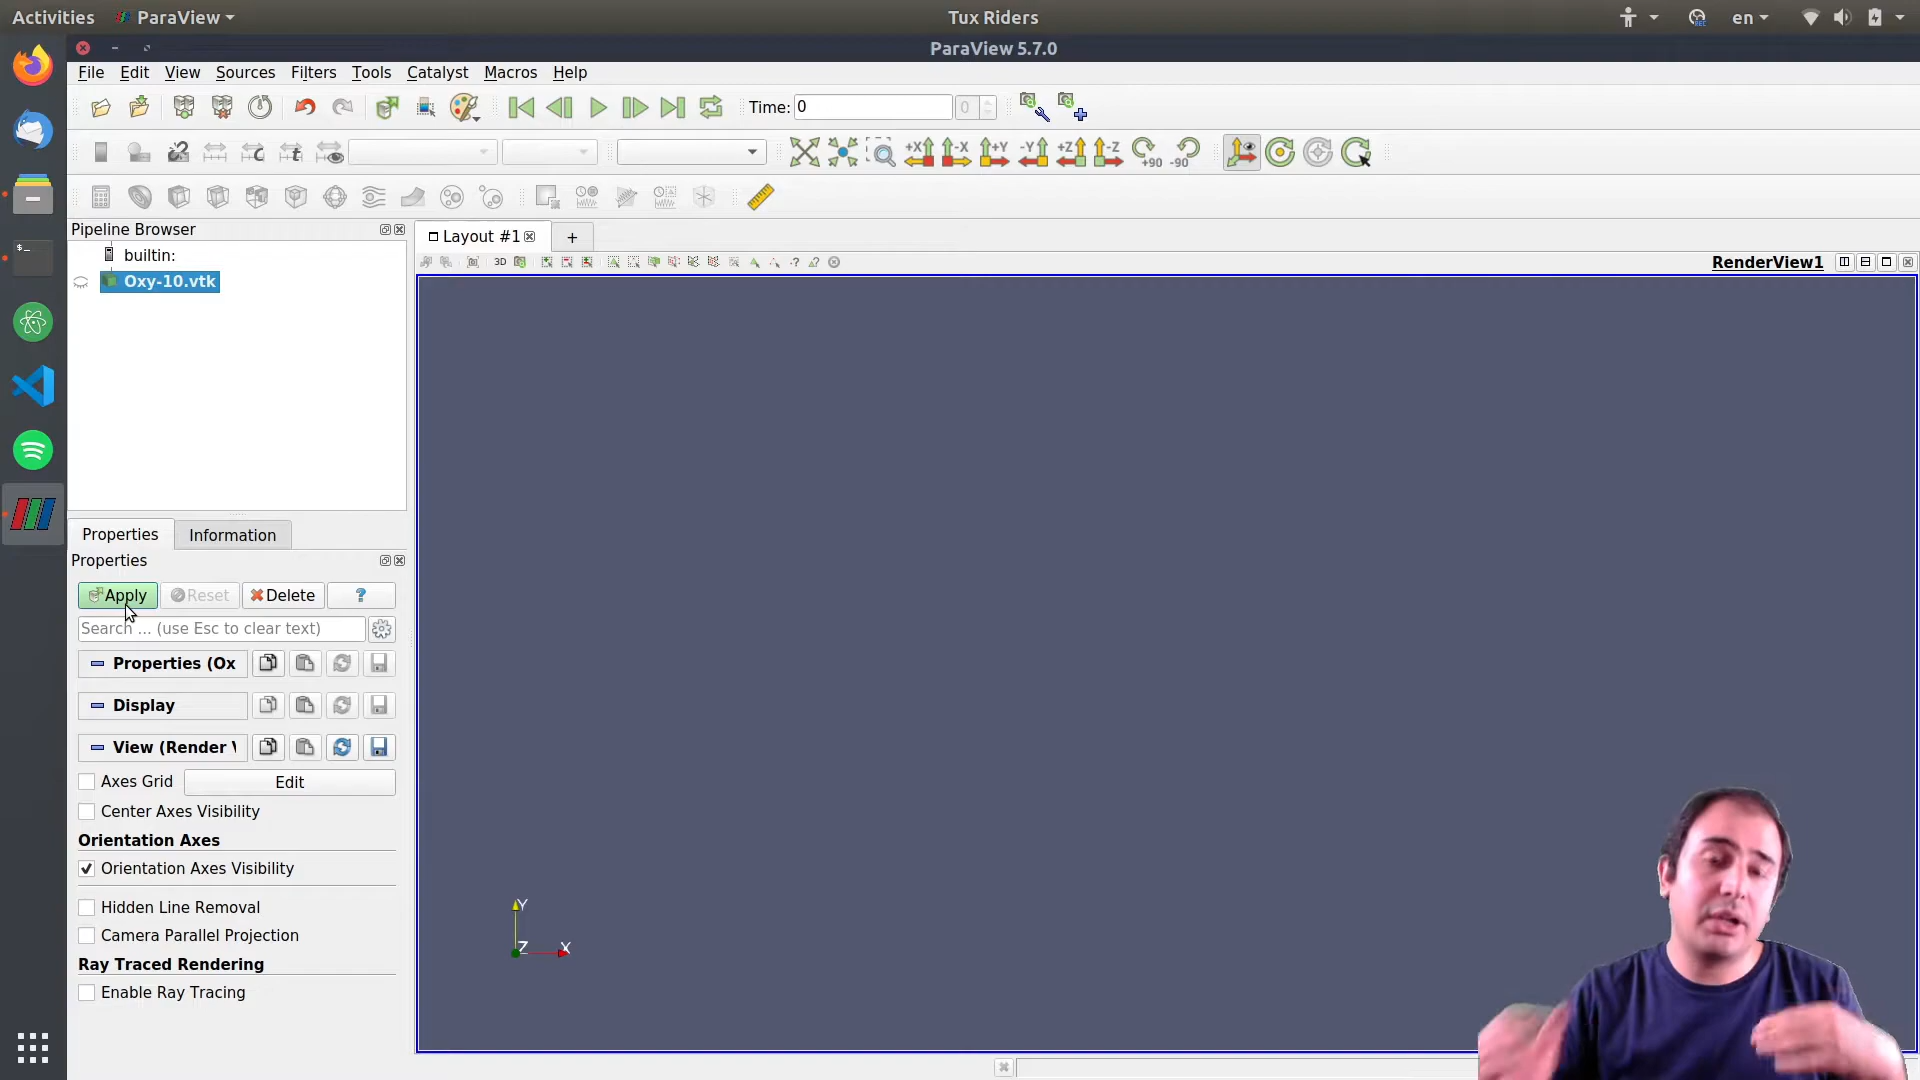 Activities ParaView Tux Riders en
ParaView 5.7.0
File Edit View Sources Filters Tools Catalyst Macros Help
Time: 0 0
+X -X +Y -Y +Z -Z +90 -90
Pipeline Browser
Layout #1 +
builtin:
3D
RenderView1
Oxy-10.vtk
Properties Information
Properties
Apply Reset Delete ?
Search ... (use Esc to clear text)
Properties (Ox
Display
View (Render V
Axes Grid Edit
Center Axes Visibility
Orientation Axes
Orientation Axes Visibility
Hidden Line Removal
Camera Parallel Projection
Ray Traced Rendering
Enable Ray Tracing
Y
Z X